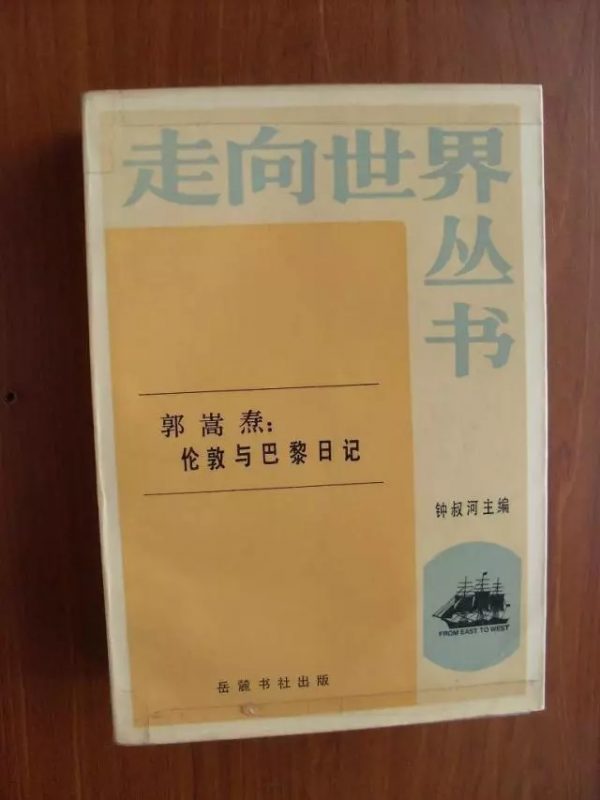 走向世界
丛
书
郭嵩焘：
伦敦与巴黎日记
钟叔河主编
FROM EAST TO WEST
岳麓书社出版